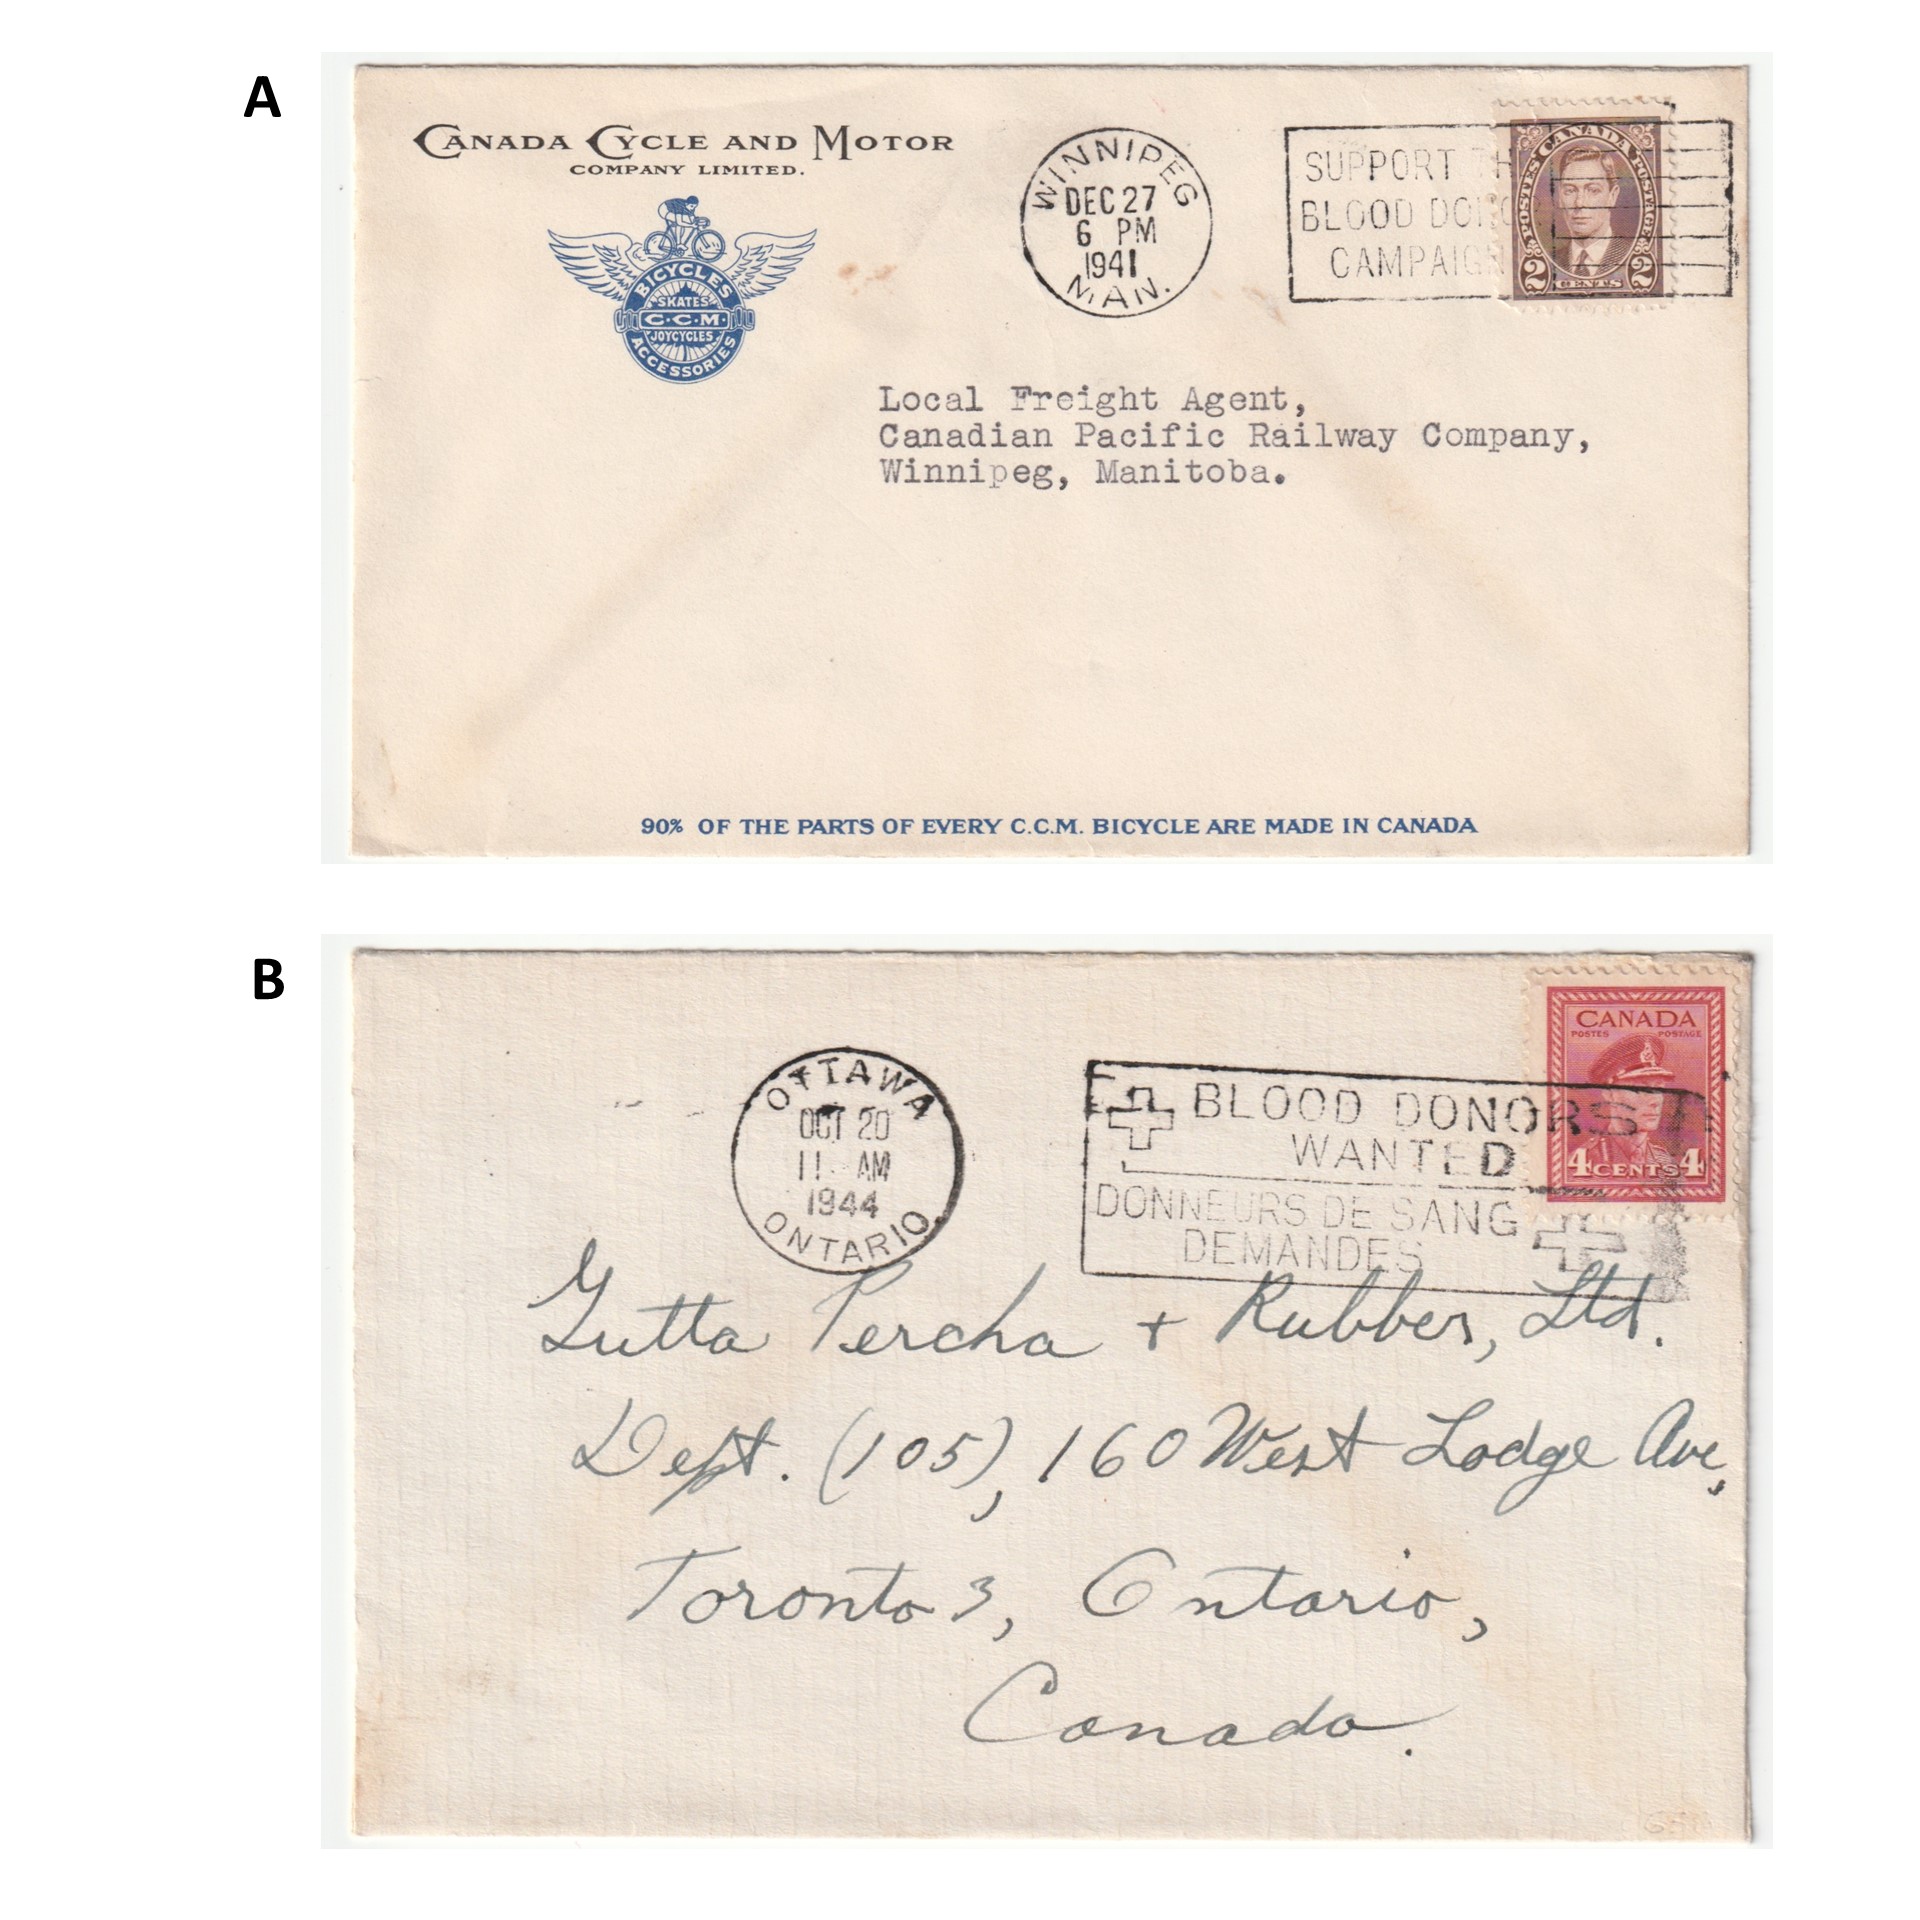 A
CANADA CYCLE AND MOTOR
COMPANY LIMITED.
BICYCLES
SKATES
C.C.M.
JOYCYCLES
ACCESSORIES
WINNIPEG
DEC 27
6 PM
1941
MAN.
SUPPORT TH
BLOOD DONO
CAMPAIGN
POSTES CANADA POSTAGE
2 CENTS 2
Local Freight Agent,
Canadian Pacific Railway Company,
Winnipeg, Manitoba.
90% OF THE PARTS OF EVERY C.C.M. BICYCLE ARE MADE IN CANADA
B
OTTAWA
OCT 20
11 AM
1944
ONTARIO
BLOOD DONORS
WANTED
DONNEURS DE SANG
DEMANDES
CANADA
POSTES POSTAGE
4 CENTS 4
Gutta Percha + Rubber, Ltd.
Dept. (105), 160 West Lodge Ave,
Toronto 3, Ontario,
Canada.